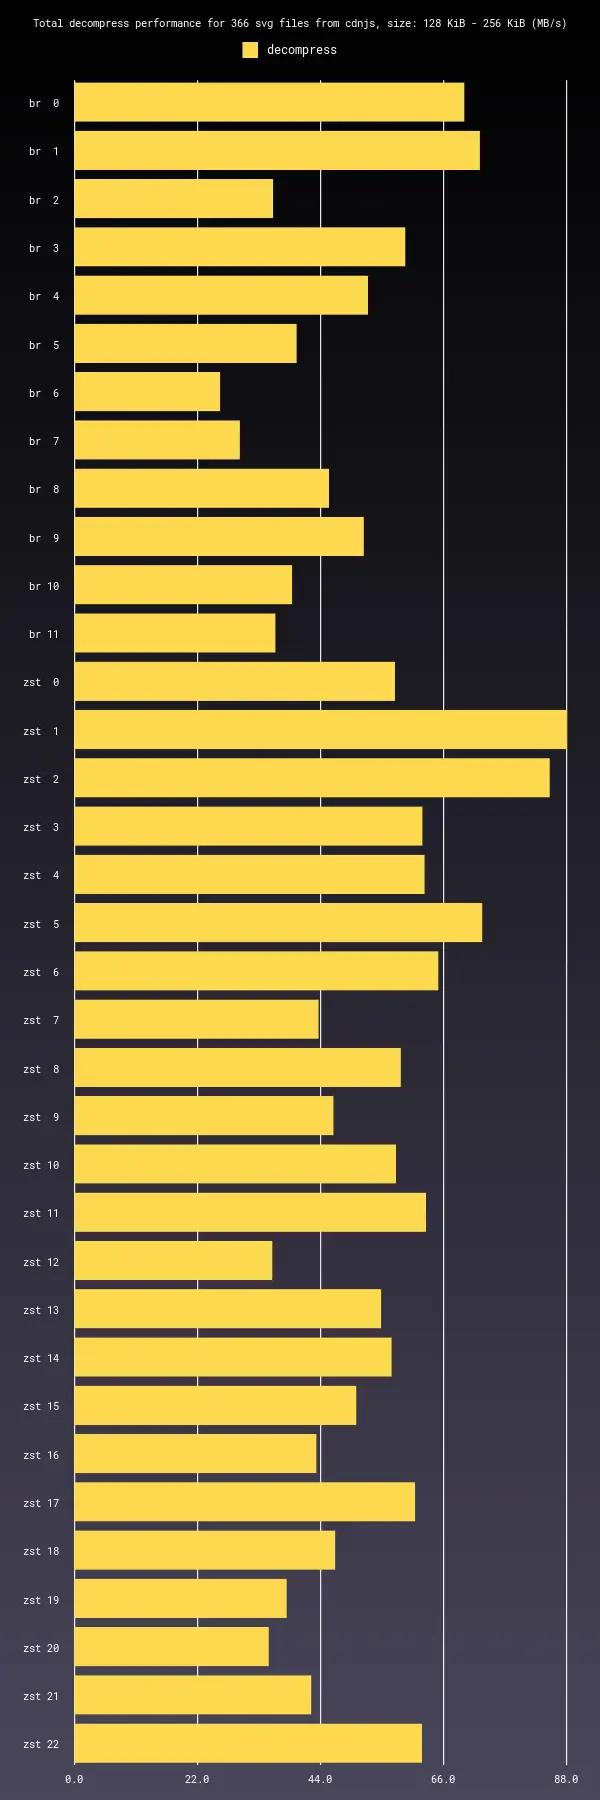 Total decompress performance for 366 svg files from cdnjs, size: 128 KiB - 256 KiB (MB/s)
decompress
br  0
br  1
br  2
br  3
br  4
br  5
br  6
br  7
br  8
br  9
br 10
br 11
zst  0
zst  1
zst  2
zst  3
zst  4
zst  5
zst  6
zst  7
zst  8
zst  9
zst 10
zst 11
zst 12
zst 13
zst 14
zst 15
zst 16
zst 17
zst 18
zst 19
zst 20
zst 21
zst 22
0.0 22.0 44.0 66.0 88.0